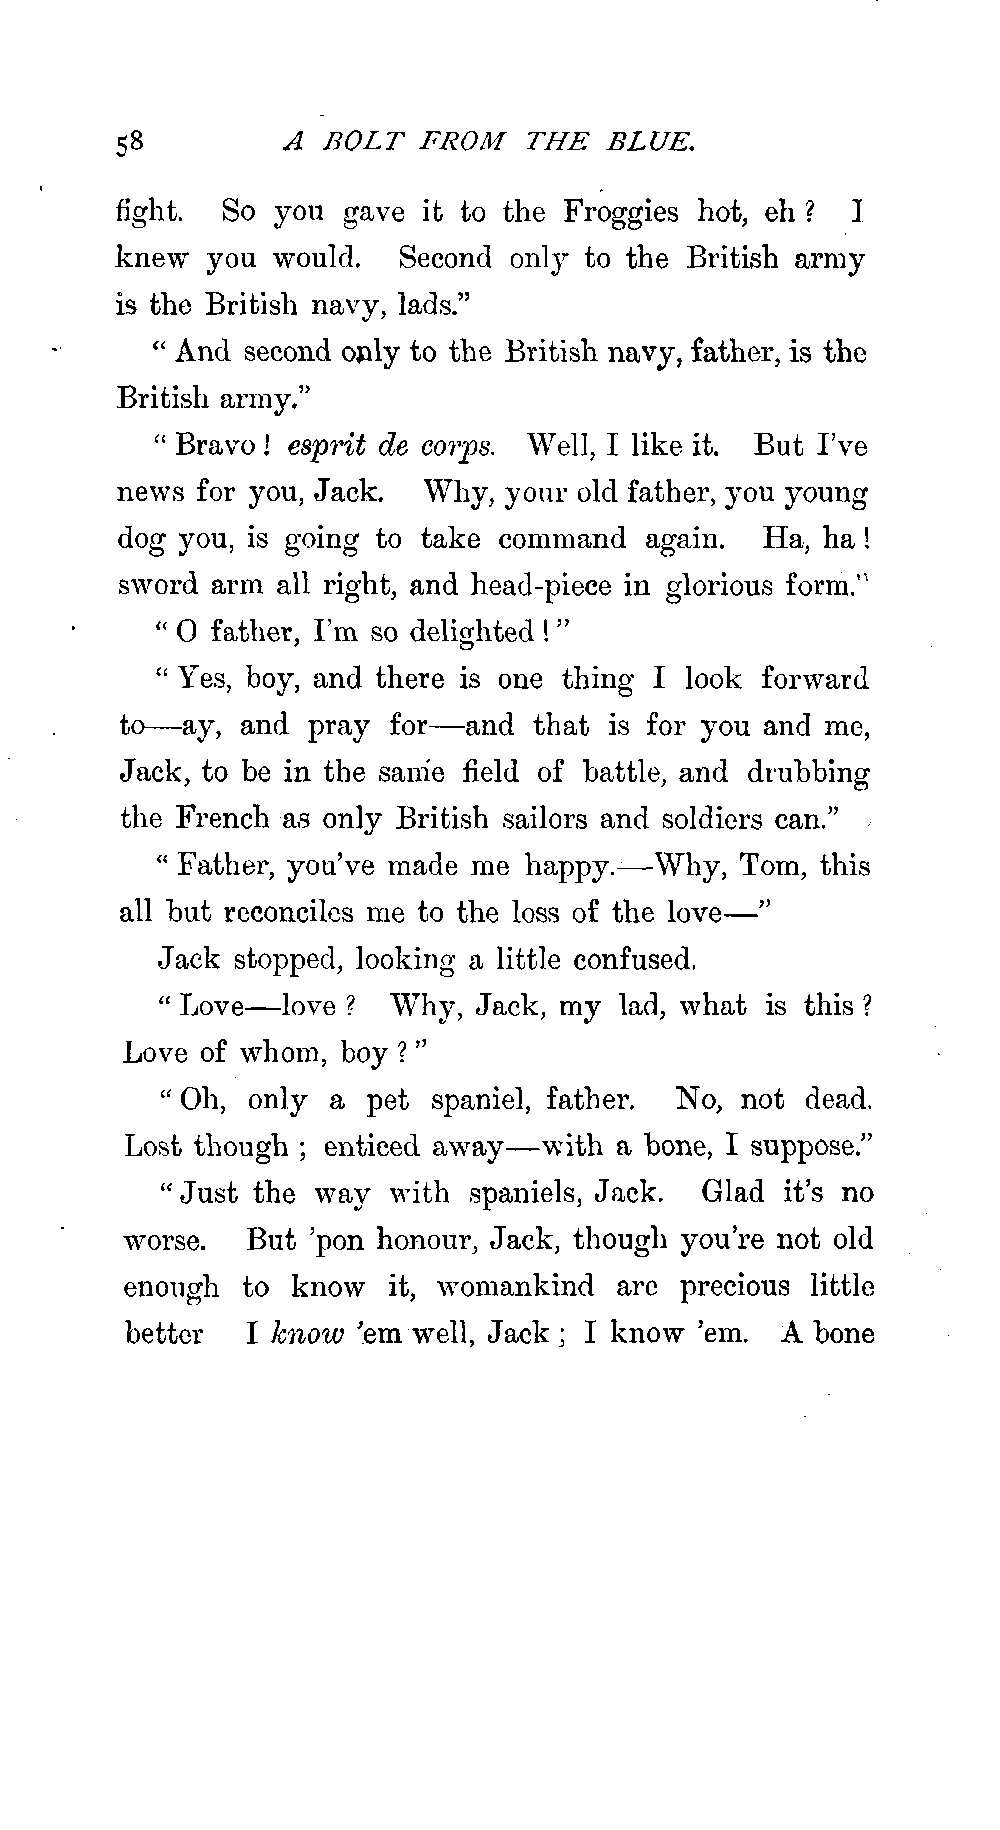 58 A BOLT FROM THE BLUE.
fight. So you gave it to the Froggies hot, eh? I
knew you would. Second only to the British army
is the British navy, lads.”
“And second only to the British navy, father, is the
British army.”
“Bravo! esprit de corps. Well, I like it. But I’ve
news for you, Jack. Why, your old father, you young
dog you, is going to take command again. Ha, ha!
sword arm all right, and head-piece in glorious form.”
“O father, I’m so delighted!”
“Yes, boy, and there is one thing I look forward
to—ay, and pray for—and that is for you and me,
Jack, to be in the same field of battle, and drubbing
the French as only British sailors and soldiers can.”
“Father, you’ve made me happy.—Why, Tom, this
all but reconciles me to the loss of the love—”
Jack stopped, looking a little confused.
“Love—love? Why, Jack, my lad, what is this?
Love of whom, boy?”
“Oh, only a pet spaniel, father. No, not dead.
Lost though; enticed away—with a bone, I suppose.”
“Just the way with spaniels, Jack. Glad it’s no
worse. But ’pon honour, Jack, though you’re not old
enough to know it, womankind are precious little
better I know ’em well, Jack; I know ’em. A bone